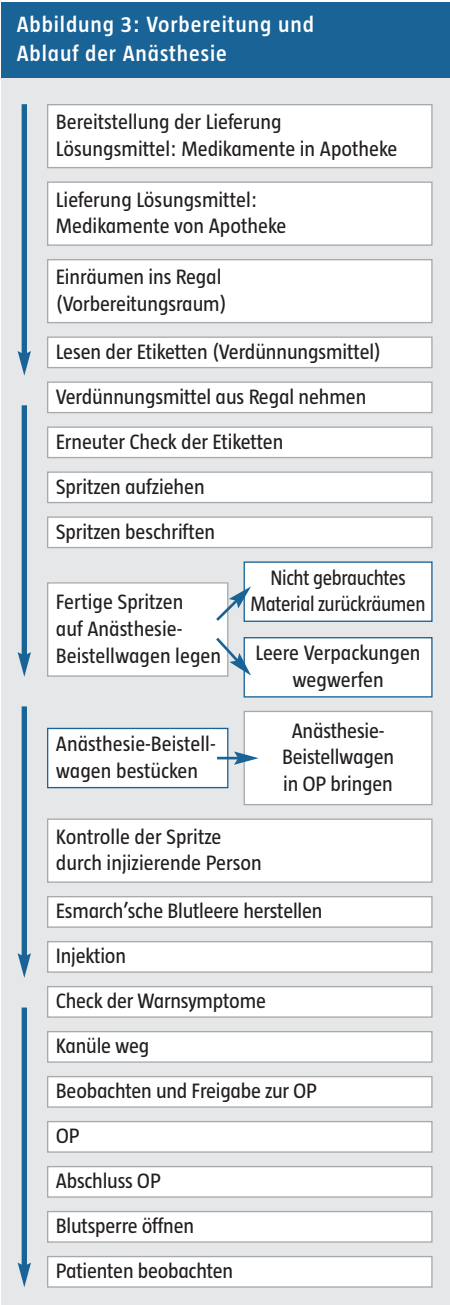 Abbildung 3: Vorbereitung und
Ablauf der Anästhesie
Bereitstellung der Lieferung
Lösungsmittel: Medikamente in Apotheke
Lieferung Lösungsmittel:
Medikamente von Apotheke
Einräumen ins Regal
(Vorbereitungsraum)
Lesen der Etiketten (Verdünnungsmittel)
Verdünnungsmittel aus Regal nehmen
Erneuter Check der Etiketten
Spritzen aufziehen
Spritzen beschriften
Fertige Spritzen
auf Anästhesie-
Beistellwagen legen
Nicht gebrauchtes
Material zurückräumen
Leere Verpackungen
wegwerfen
Anästhesie-Beistell-
wagen bestücken
Anästhesie-
Beistellwagen
in OP bringen
Kontrolle der Spritze
durch injizierende Person
Esmarch’sche Blutleere herstellen
Injektion
Check der Warnsymptome
Kanüle weg
Beobachten und Freigabe zur OP
OP
Abschluss OP
Blutsperre öffnen
Patienten beobachten